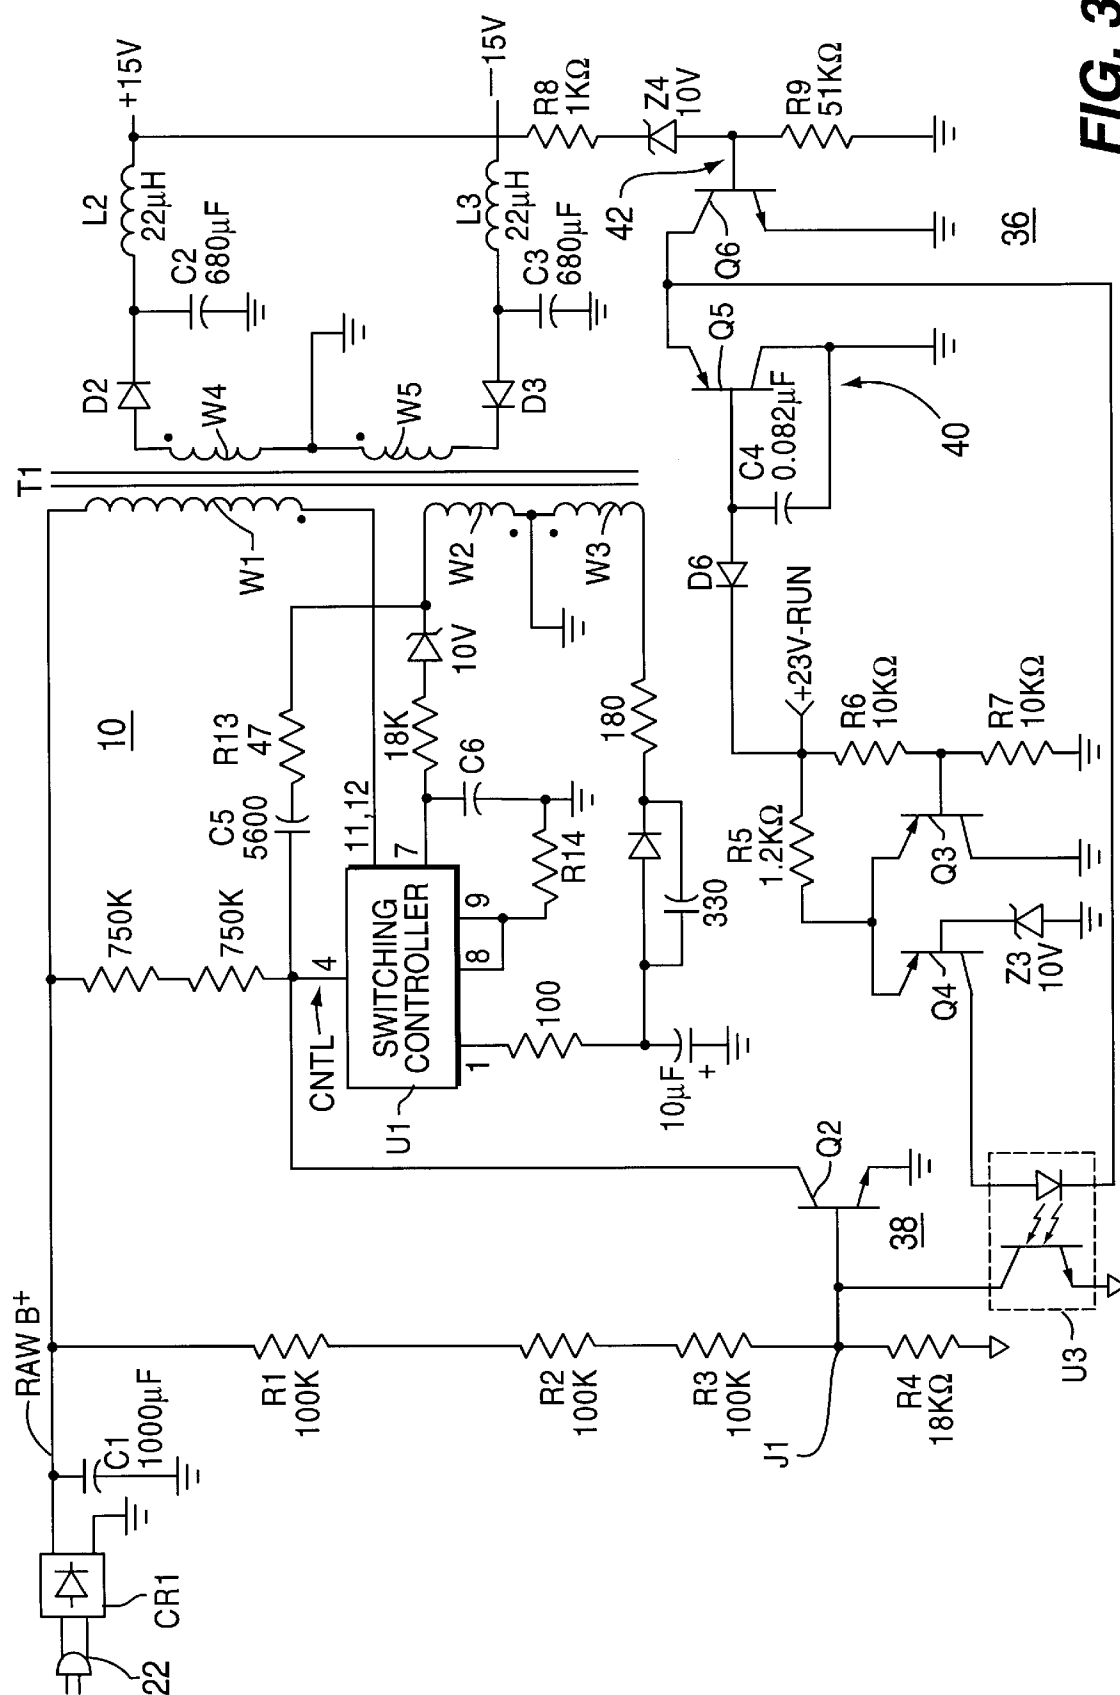 22
CR1
C1
1000µF
RAW B+
R1
100K
R2
100K
R3
100K
J1
R4
18KΩ
U3
38
Q2
750K
750K
CNTL
4
U1
SWITCHING
CONTROLLER
11,12
7
8
9
1
10
C5
5600
R13
47
18K
10V
C6
R14
100
10µF
+
330
180
T1
W1
W2
W3
W4
W5
D2
C2
680µF
L2
22µH
+15V
D3
C3
680µF
L3
22µH
−15V
R8
1KΩ
Z4
10V
R9
51KΩ
42
Q6
36
Q5
C4
0.082µF
40
D6
+23V-RUN
R5
1.2KΩ
R6
10KΩ
R7
10KΩ
Q3
Q4
Z3
10V
FIG. 3